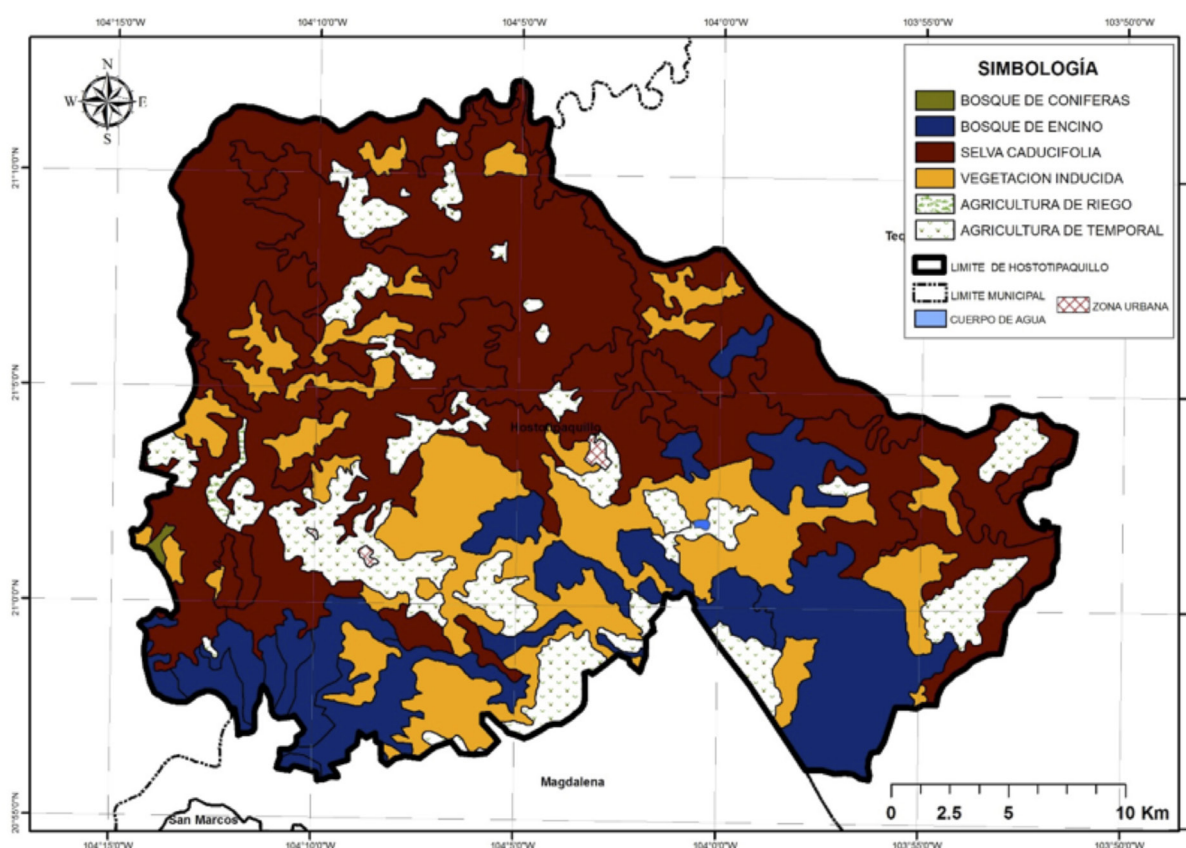 104°15'0"W 104°10'0"W 104°5'0"W 104°0'0"W 103°55'0"W 103°50'0"W
N
W E
S
SIMBOLOGÍA
BOSQUE DE CONIFERAS
BOSQUE DE ENCINO
SELVA CADUCIFOLIA
VEGETACION INDUCIDA
AGRICULTURA DE RIEGO
AGRICULTURA DE TEMPORAL
LIMITE DE HOSTOTIPAQUILLO
LIMITE MUNICIPAL
ZONA URBANA
CUERPO DE AGUA
21°10'0"N
Teq
21°5'0"N
Hostotipaquillo
21°0'0"N
Magdalena
0 2.5 5 10 Km
San Marcos
20°55'0"N
104°15'0"W 104°10'0"W 104°5'0"W 104°0'0"W 103°55'0"W 103°50'0"W